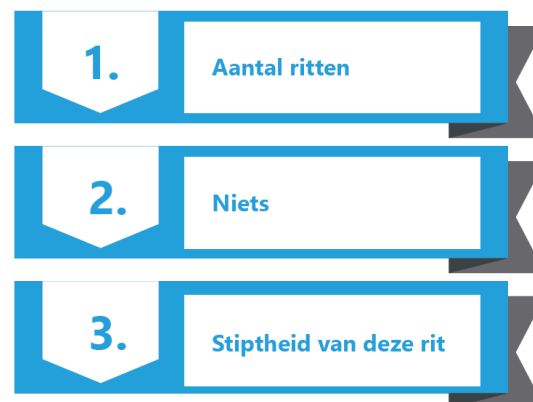 1.
Aantal ritten
2.
Niets
3.
Stiptheid van deze rit